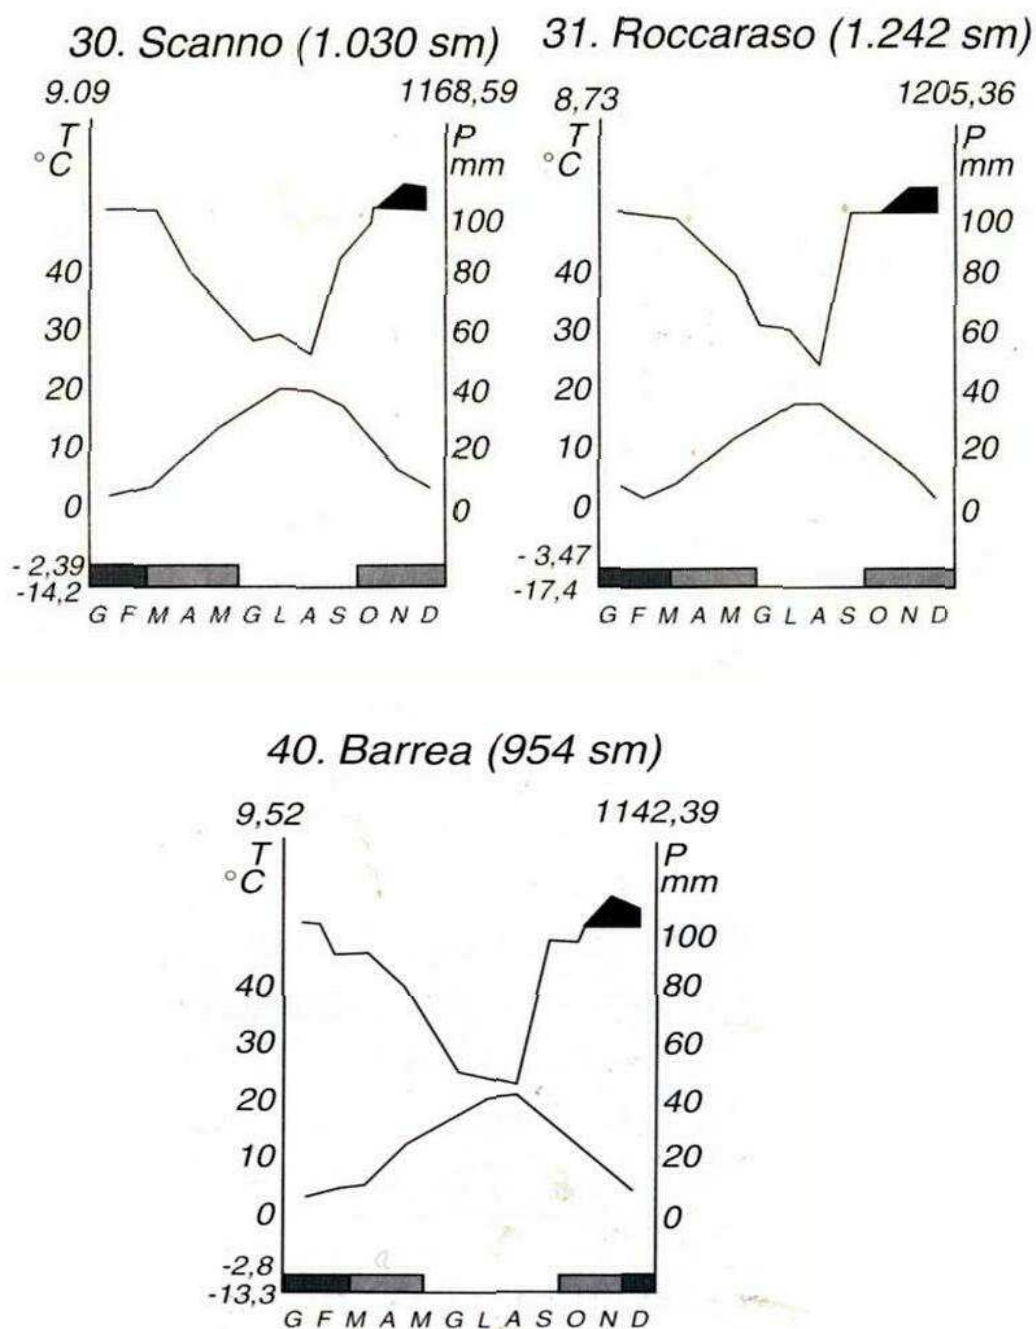 30. Scanno (1.030 sm)
9.09 1168,59
T P
°C mm
100
40 80
30 60
20 40
10 20
0 0
- 2,39
-14,2
G F M A M G L A S O N D
31. Roccaraso (1.242 sm)
8,73 1205,36
T P
°C mm
100
40 80
30 60
20 40
10 20
0 0
- 3,47
-17,4
G F M A M G L A S O N D
40. Barrea (954 sm)
9,52 1142,39
T P
°C mm
100
40 80
30 60
20 40
10 20
0 0
-2,8
-13,3
G F M A M G L A S O N D